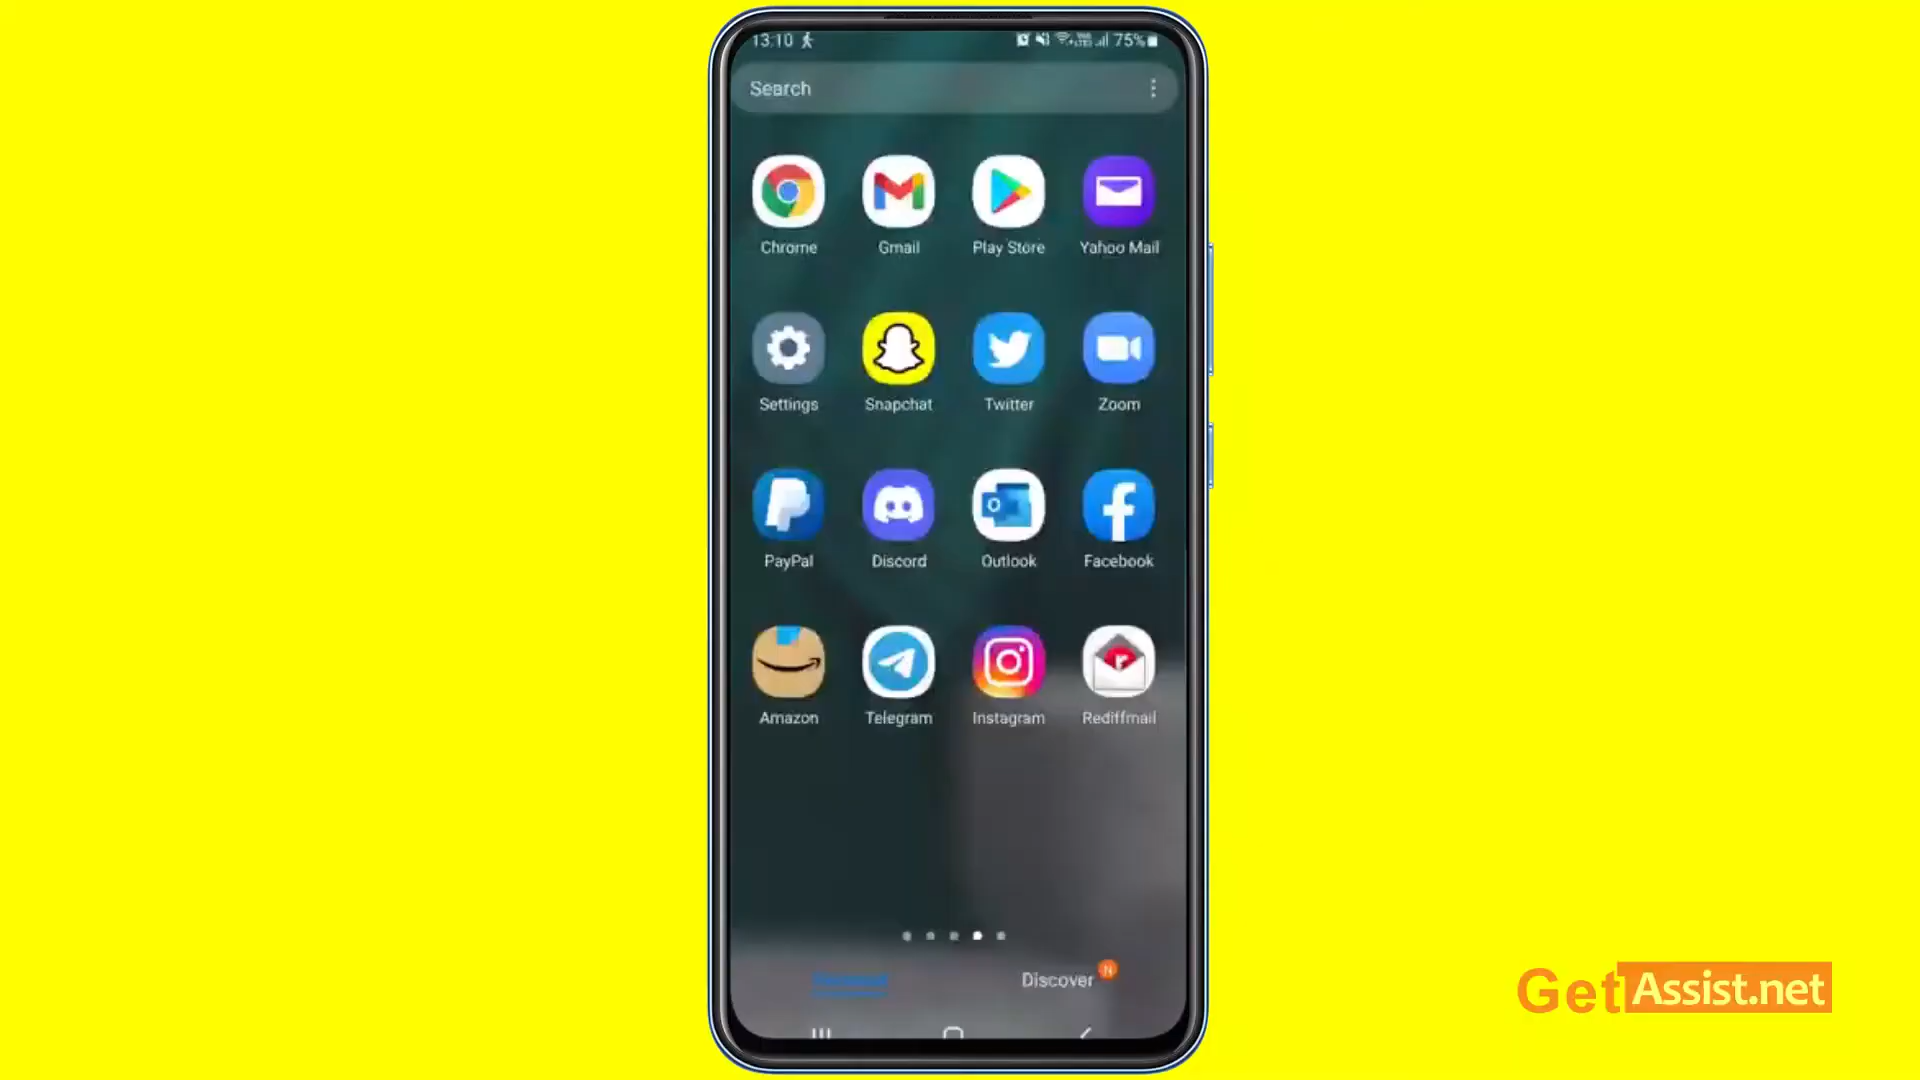 13:10 75%
Search
Chrome Gmail Play Store Yahoo Mail
Settings Snapchat Twitter Zoom
PayPal Discord Outlook Facebook
Amazon Telegram Instagram Rediffmail
Discover N
GetAssist.net